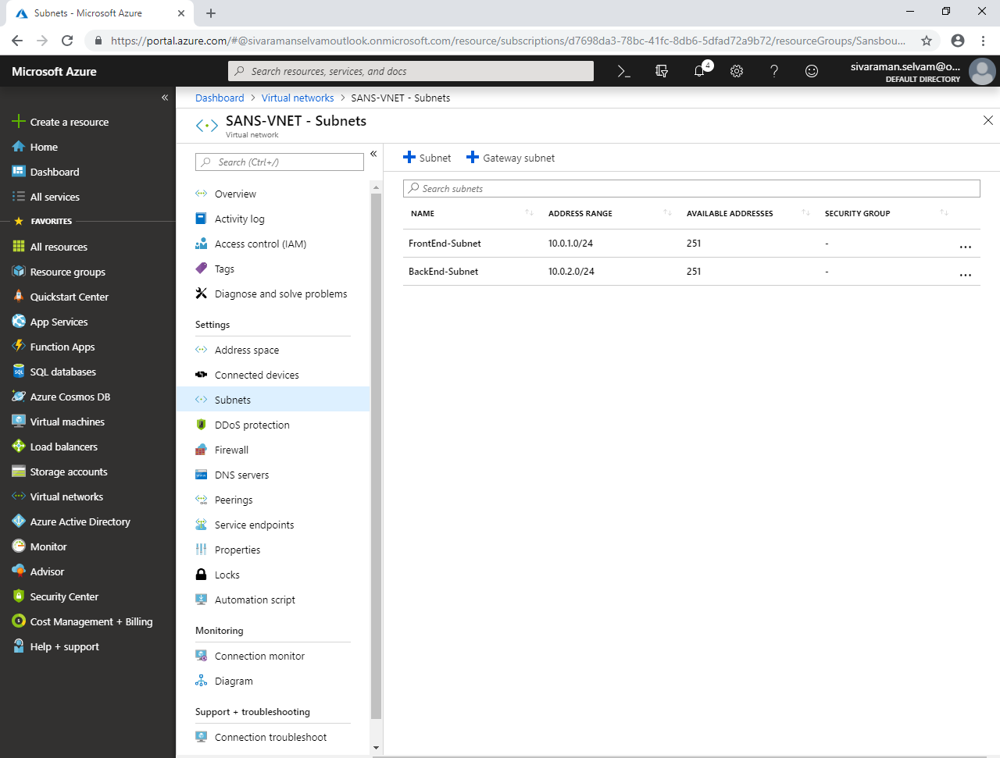 Subnets - Microsoft Azure
https://portal.azure.com/#@sivaramanselvamoutlook.onmicrosoft.com/resource/subscriptions/d7698da3-78bc-41fc-8db6-5dfad72a9b72/resourceGroups/Sansbou...
Microsoft Azure
Search resources, services, and docs
4
sivaraman.selvam@o...
DEFAULT DIRECTORY
Create a resource
Home
Dashboard
All services
FAVORITES
All resources
Resource groups
Quickstart Center
App Services
Function Apps
SQL databases
Azure Cosmos DB
Virtual machines
Load balancers
Storage accounts
Virtual networks
Azure Active Directory
Monitor
Advisor
Security Center
Cost Management + Billing
Help + support
Dashboard > Virtual networks > SANS-VNET - Subnets
SANS-VNET - Subnets
Virtual network
Search (Ctrl+/)
Overview
Activity log
Access control (IAM)
Tags
Diagnose and solve problems
Settings
Address space
Connected devices
Subnets
DDoS protection
Firewall
DNS servers
Peerings
Service endpoints
Properties
Locks
Automation script
Monitoring
Connection monitor
Diagram
Support + troubleshooting
Connection troubleshoot
Subnet Gateway subnet
Search subnets
NAME ADDRESS RANGE AVAILABLE ADDRESSES SECURITY GROUP
FrontEnd-Subnet 10.0.1.0/24 251 - ...
BackEnd-Subnet 10.0.2.0/24 251 - ...